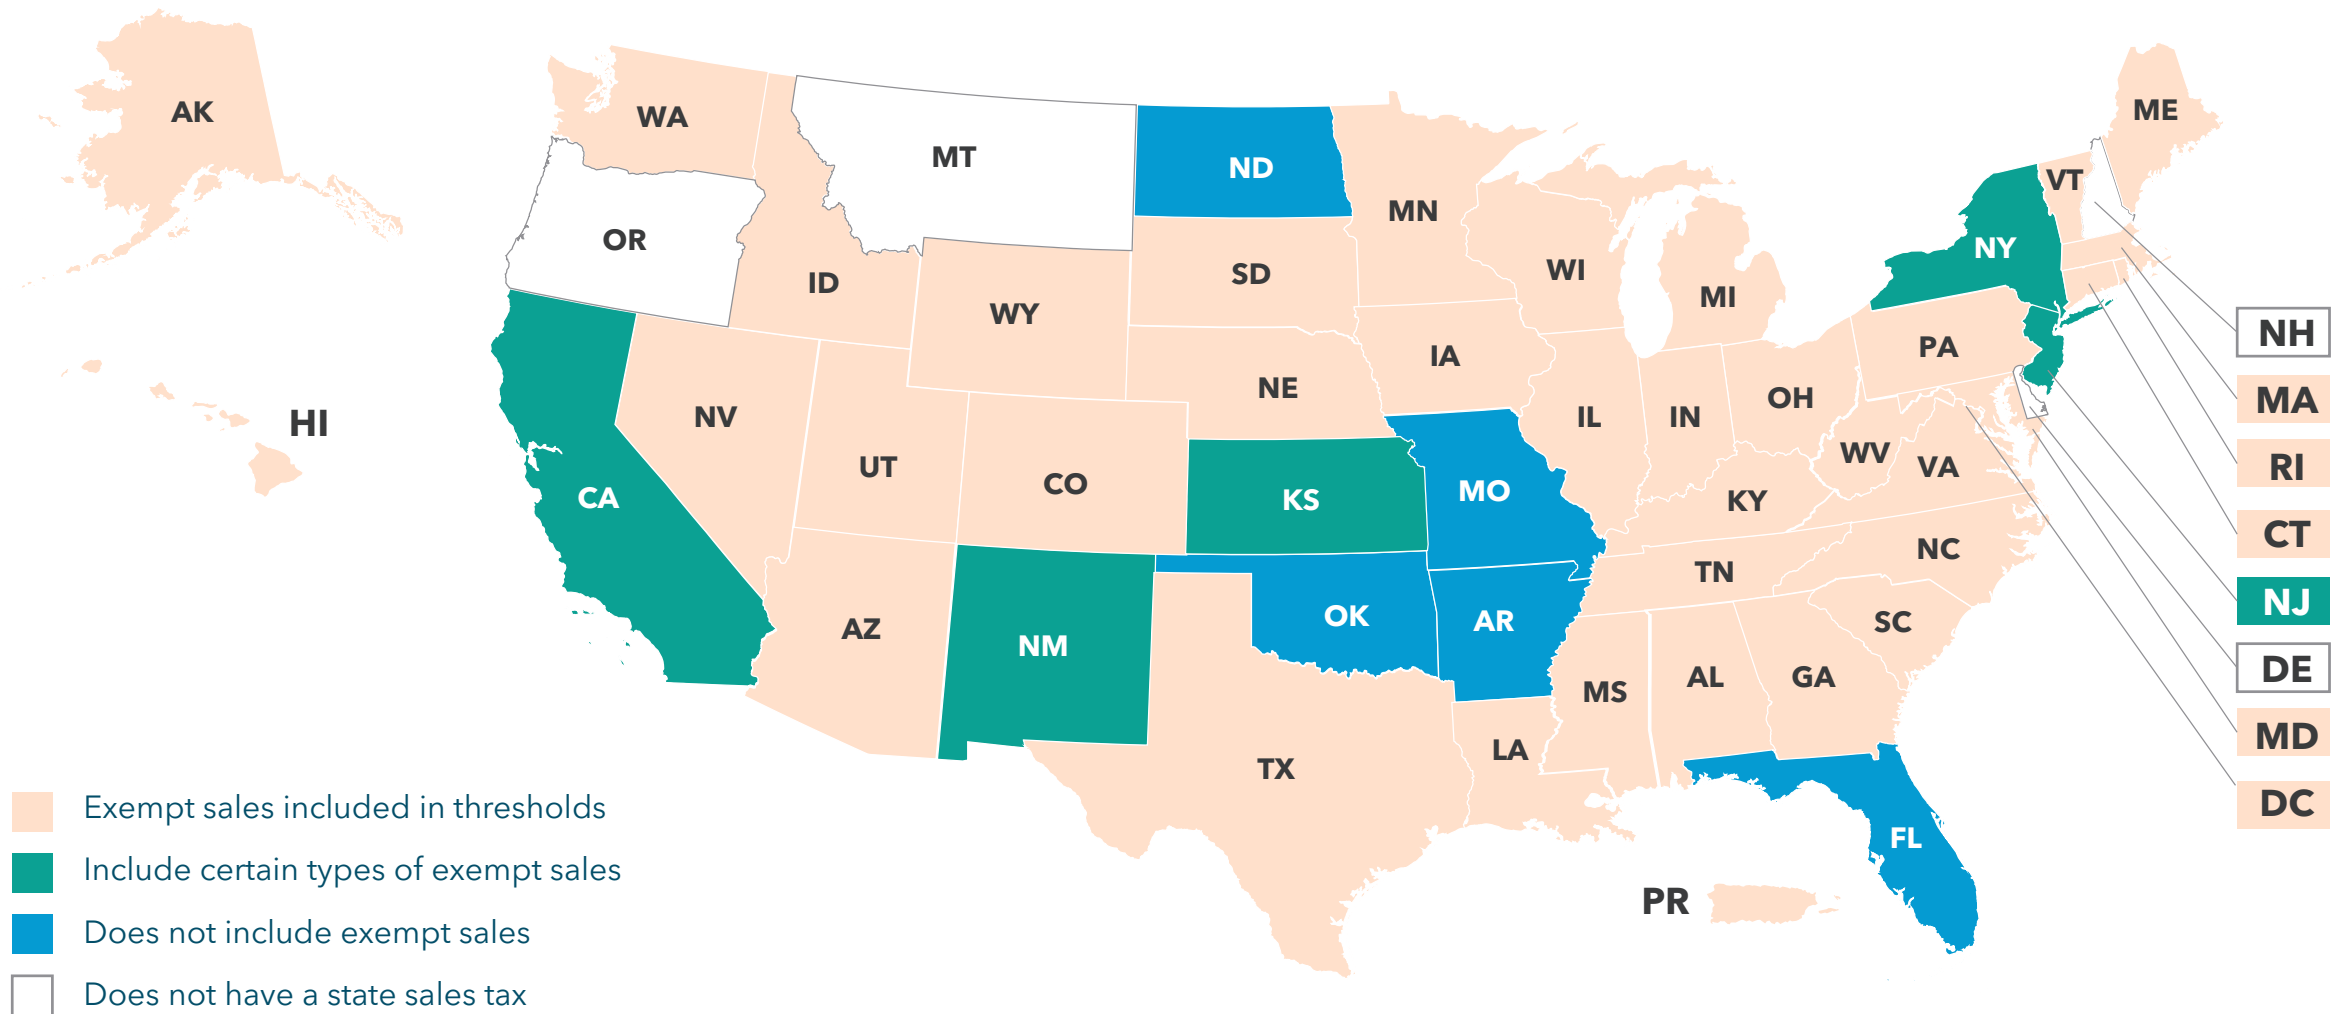 AK
WA
MT
ND
MN
ME
VT
OR
ID
WY
SD
WI
MI
NY
NH
HI
NV
UT
CO
NE
IA
IL
IN
OH
PA
MA
CA
KS
MO
KY
WV
VA
RI
CT
AZ
NM
OK
AR
TN
NC
SC
NJ
TX
LA
MS
AL
GA
DE
MD
DC
FL
PR
Exempt sales included in thresholds
Include certain types of exempt sales
Does not include exempt sales
Does not have a state sales tax